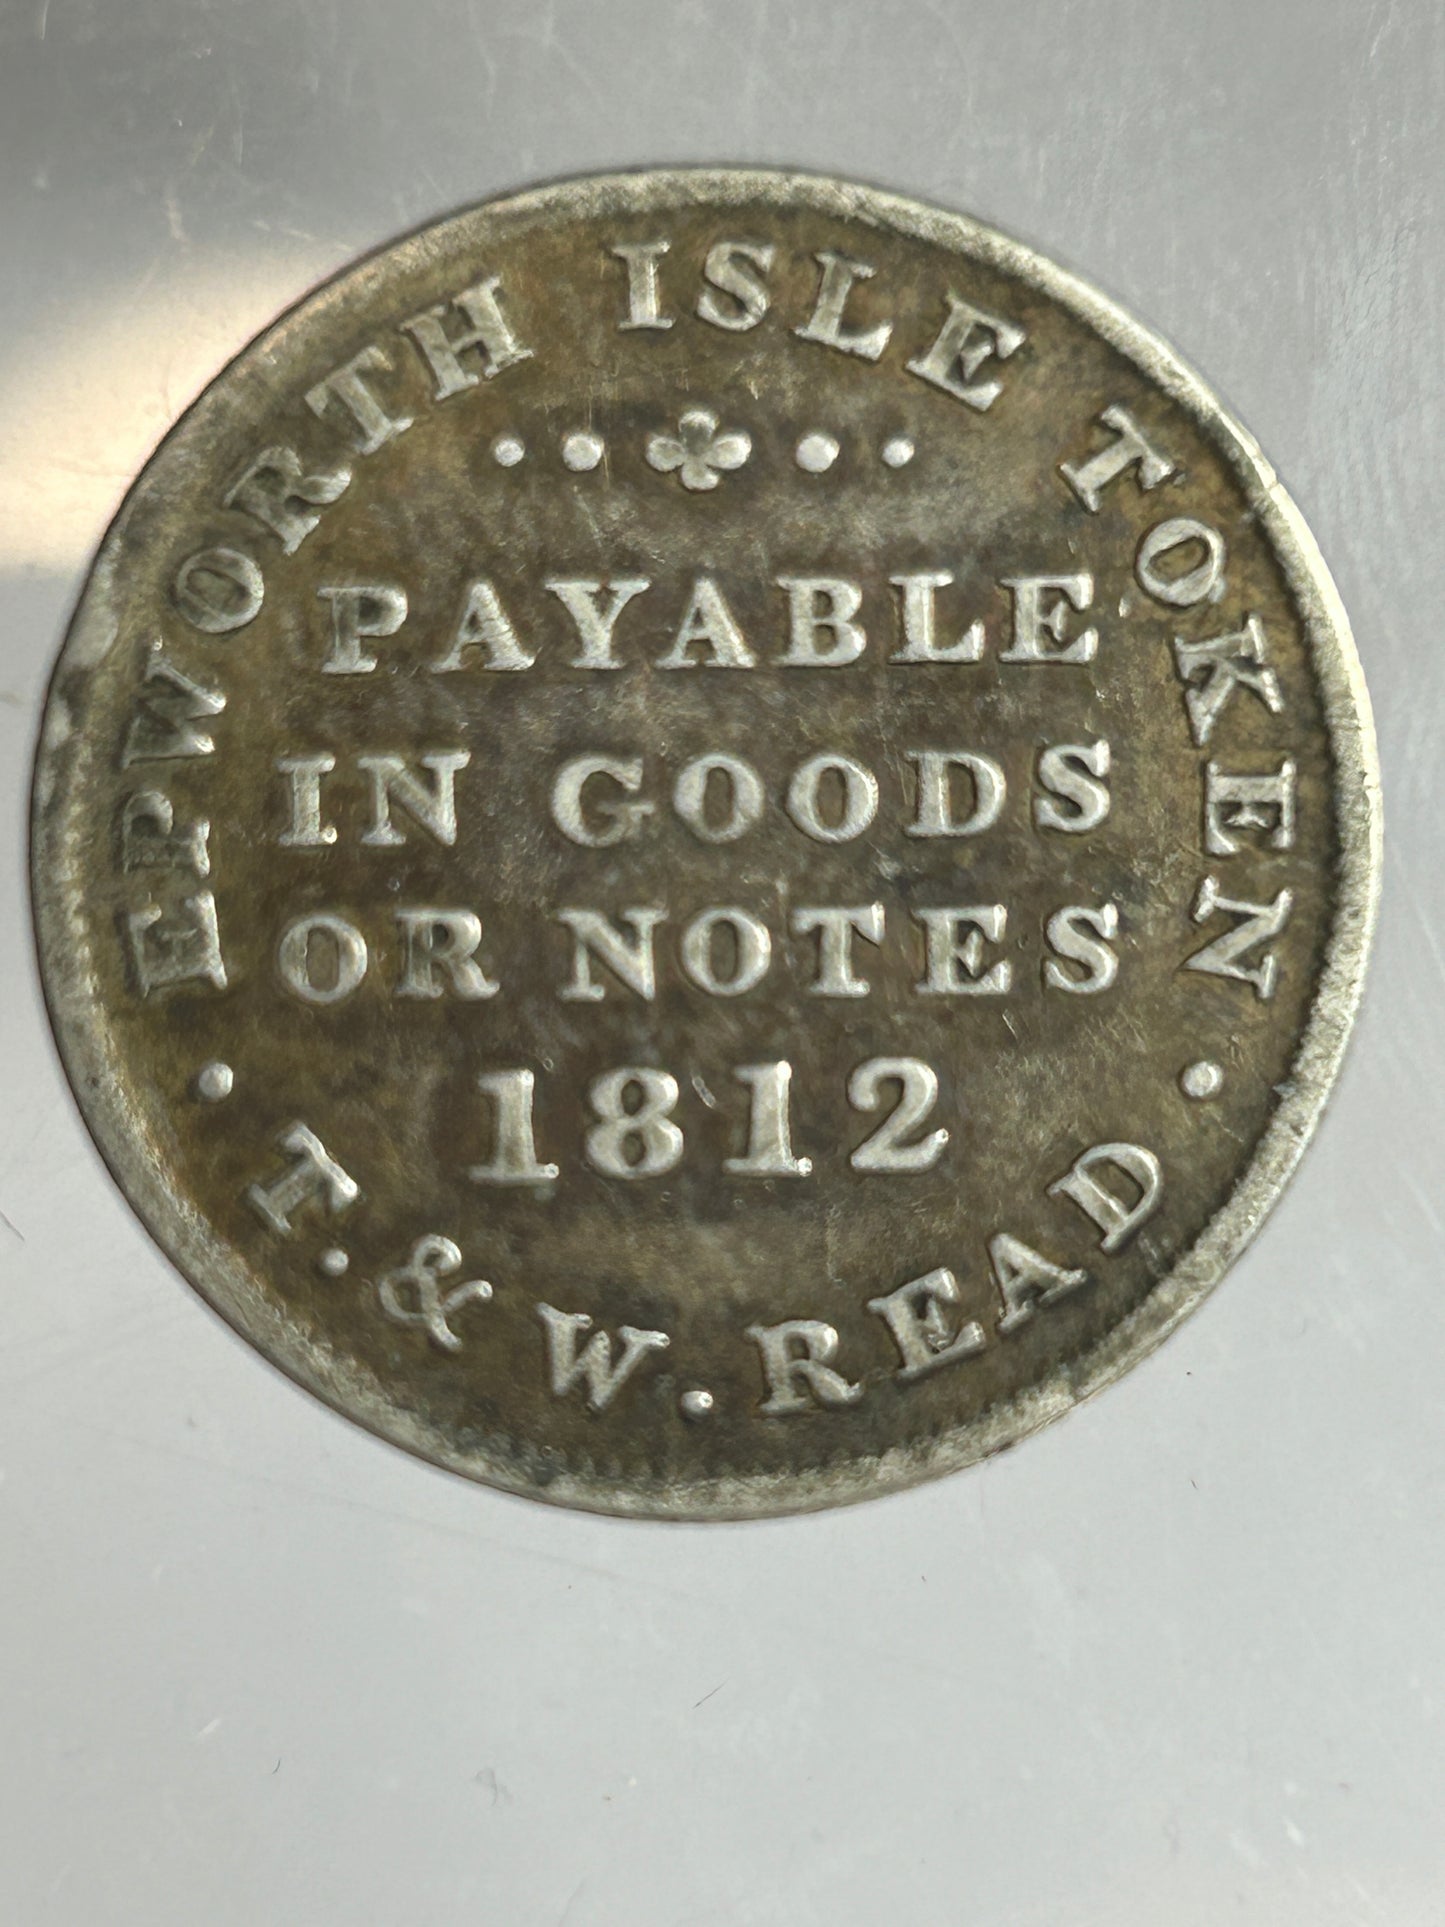 EPWORTH ISLE TOKEN
PAYABLE
IN GOODS
OR NOTES
1812
T. & W. READ